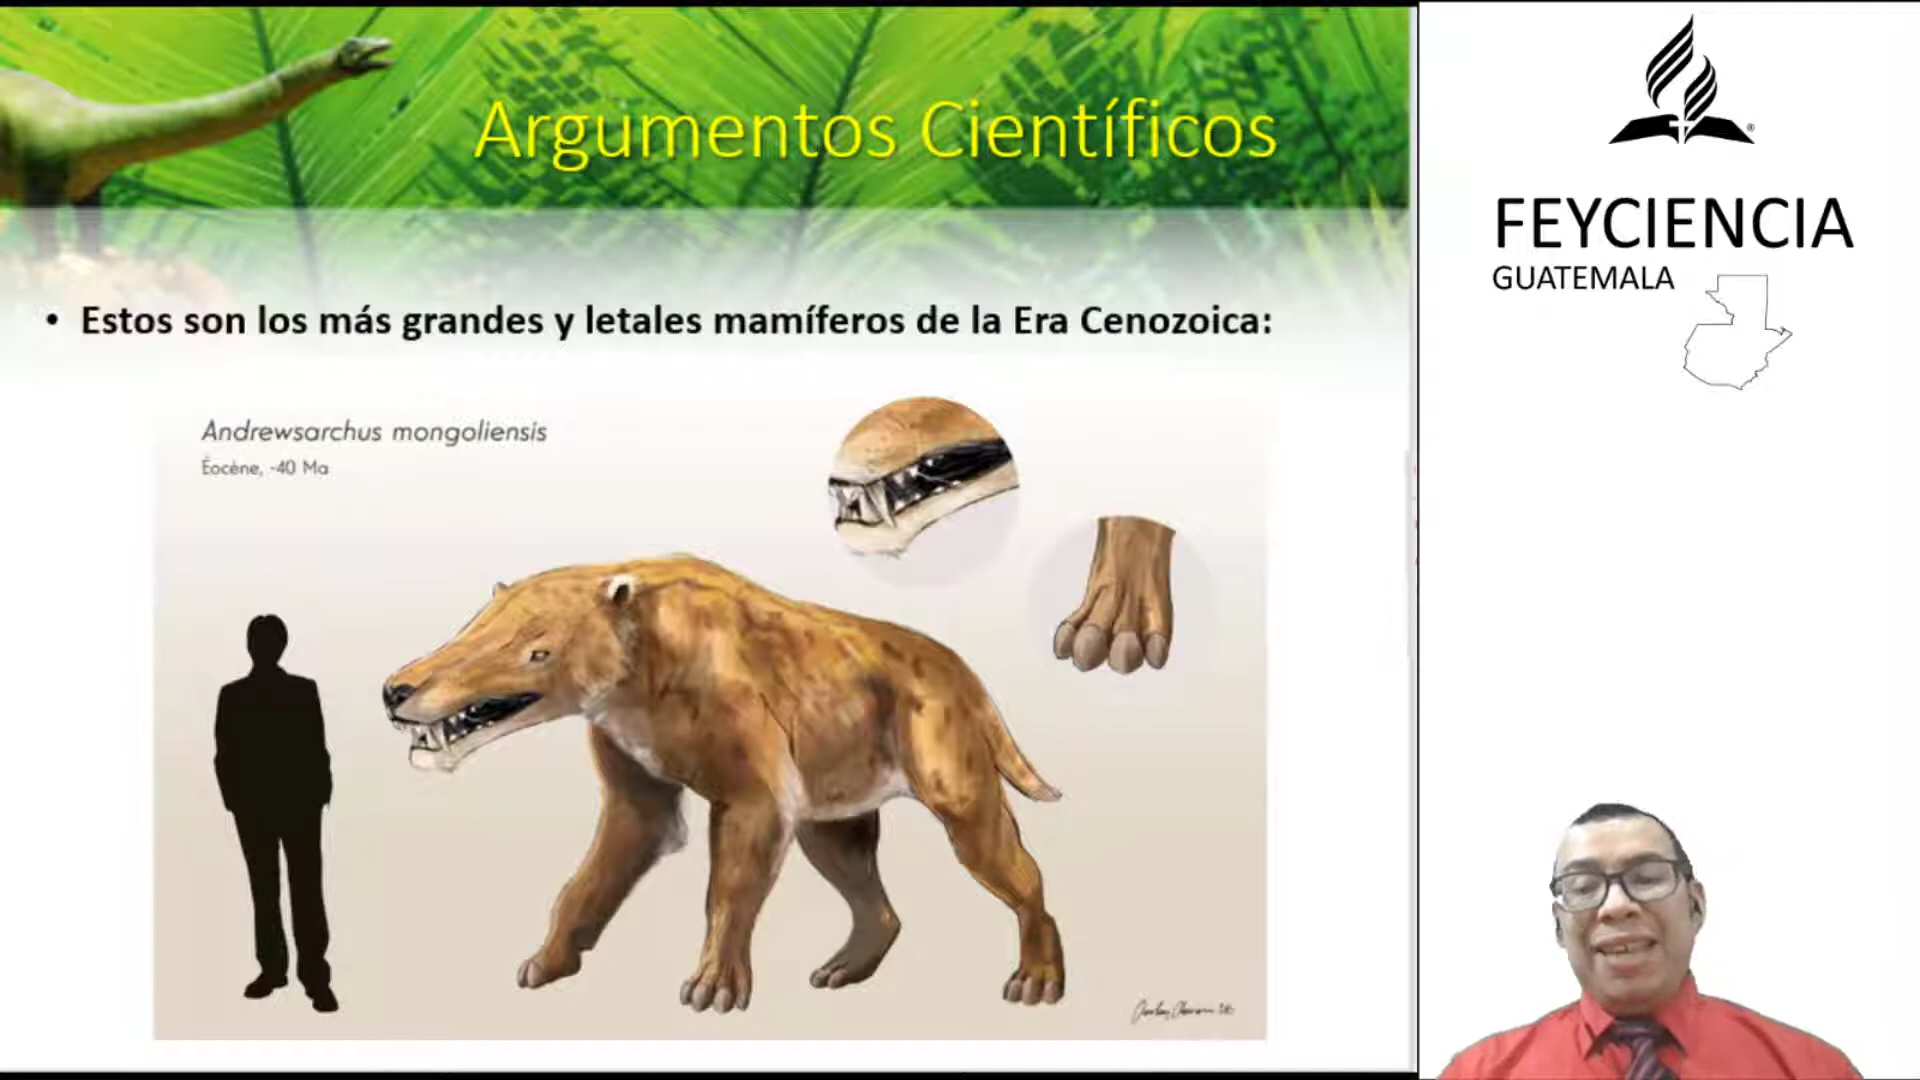 Argumentos Científicos
• Estos son los más grandes y letales mamíferos de la Era Cenozoica:
Andrewsarchus mongoliensis
Éocène, -40 Ma
®
FEYCIENCIA
GUATEMALA